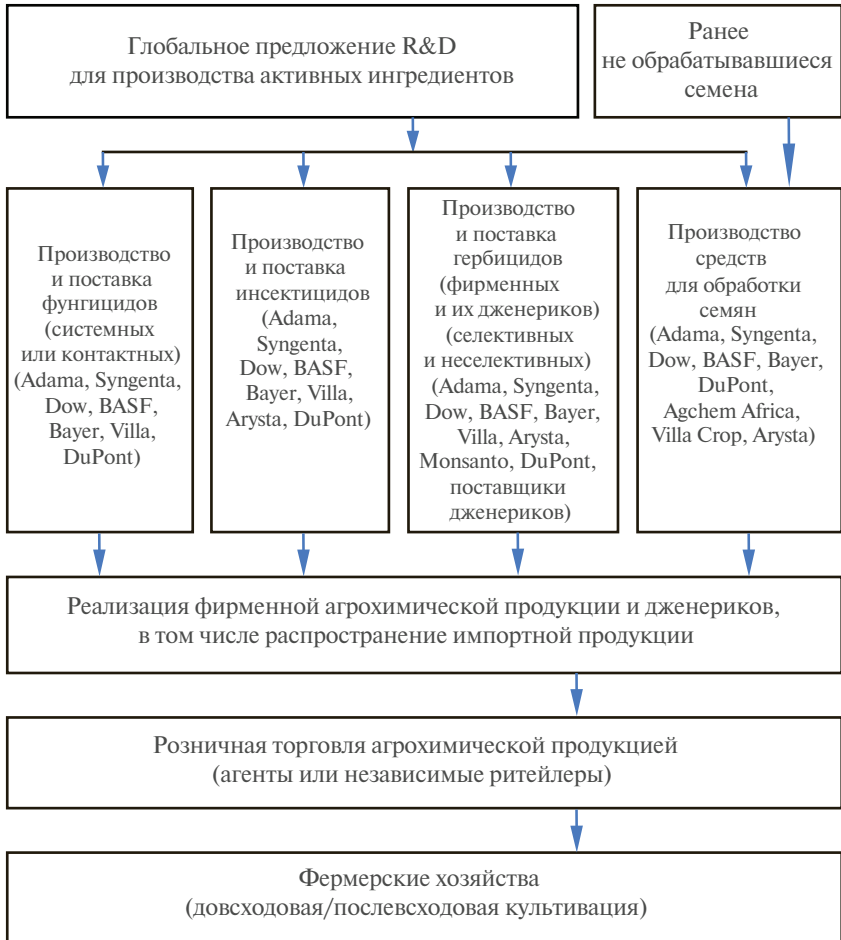 Глобальное предложение R&D
для производства активных ингредиентов
Ранее
не обрабатывавшиеся
семена
Производство
и поставка
фунгицидов
(системных
или контактных)
(Adama, Syngenta,
Dow, BASF,
Bayer, Villa,
DuPont)
Производство
и поставка
инсектицидов
(Adama,
Syngenta,
Dow, BASF,
Bayer, Villa,
Arysta, DuPont)
Производство
и поставка
гербицидов
(фирменных
и их дженериков)
(селективных
и неселективных)
(Adama, Syngenta,
Dow, BASF, Bayer,
Villa, Arysta,
Monsanto, DuPont,
поставщики
дженериков)
Производство
средств
для обработки
семян
(Adama, Syngenta,
Dow, BASF, Bayer,
DuPont,
Agchem Africa,
Villa Crop, Arysta)
Реализация фирменной агрохимической продукции и дженериков,
в том числе распространение импортной продукции
Розничная торговля агрохимической продукцией
(агенты или независимые ритейлеры)
Фермерские хозяйства
(довсходовая/послевсходовая культивация)